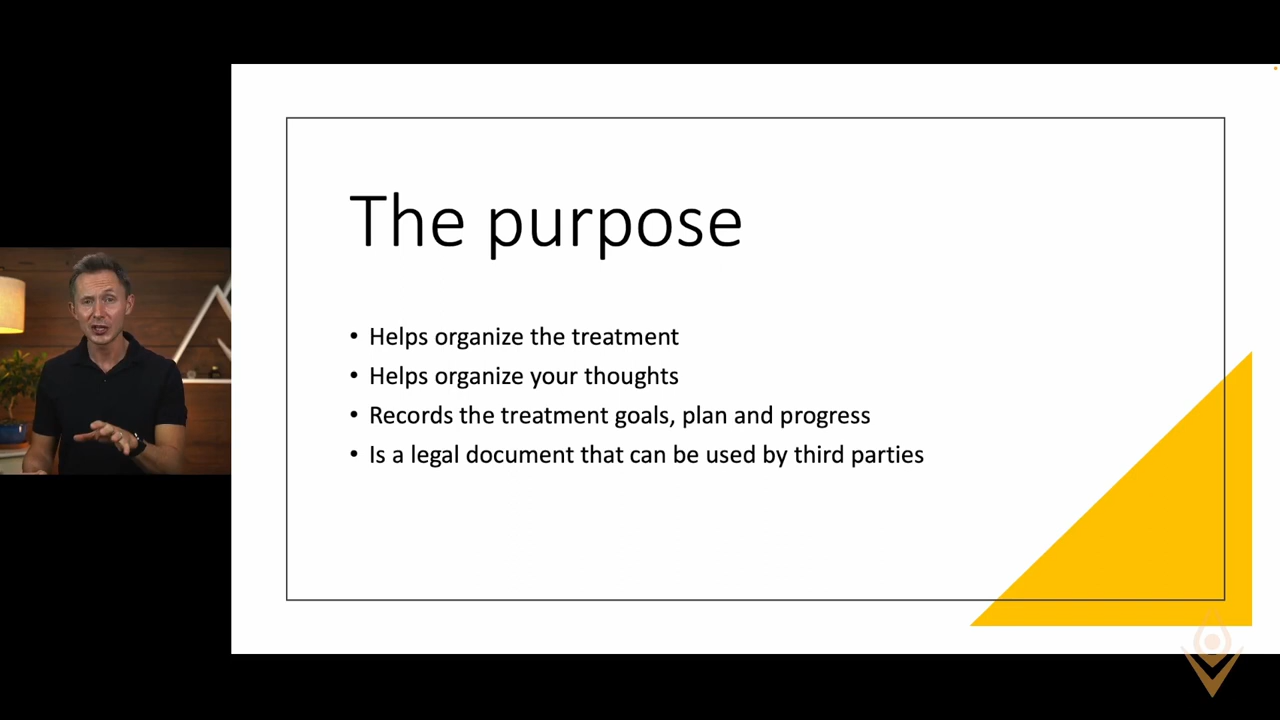 The purpose
• Helps organize the treatment
• Helps organize your thoughts
• Records the treatment goals, plan and progress
• Is a legal document that can be used by third parties